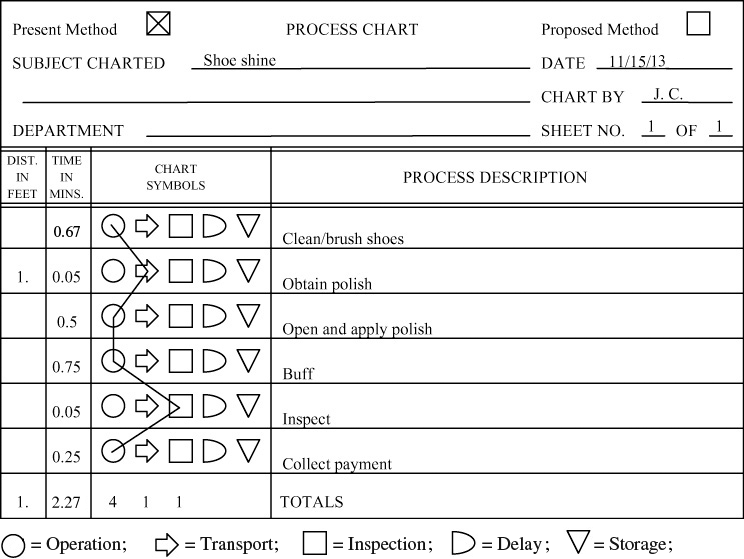 Present Method PROCESS CHART Proposed Method
SUBJECT CHARTED Shoe shine DATE 11/15/13
CHART BY J. C.
DEPARTMENT SHEET NO. 1 OF 1
DIST. IN FEET TIME IN MINS. CHART SYMBOLS PROCESS DESCRIPTION
0.67 Clean/brush shoes
1. 0.05 Obtain polish
0.5 Open and apply polish
0.75 Buff
0.05 Inspect
0.25 Collect payment
1. 2.27 4 1 1 TOTALS
= Operation; = Transport; = Inspection; = Delay; = Storage;